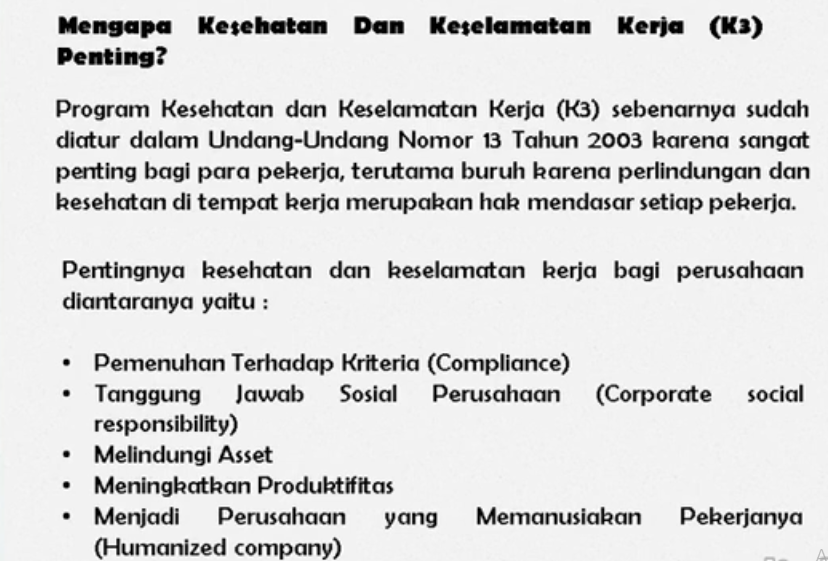 Mengapa Kesehatan Dan Keselamatan Kerja (K3)
Penting?
Program Kesehatan dan Keselamatan Kerja (K3) sebenarnya sudah
diatur dalam Undang-Undang Nomor 13 Tahun 2003 karena sangat
penting bagi para pekerja, terutama buruh karena perlindungan dan
kesehatan di tempat kerja merupakan hak mendasar setiap pekerja.
Pentingnya kesehatan dan keselamatan kerja bagi perusahaan
diantaranya yaitu :
• Pemenuhan Terhadap Kriteria (Compliance)
• Tanggung Jawab Sosial Perusahaan (Corporate social
responsibility)
• Melindungi Asset
• Meningkatkan Produktifitas
• Menjadi Perusahaan yang Memanusiakan Pekerjanya
(Humanized company)